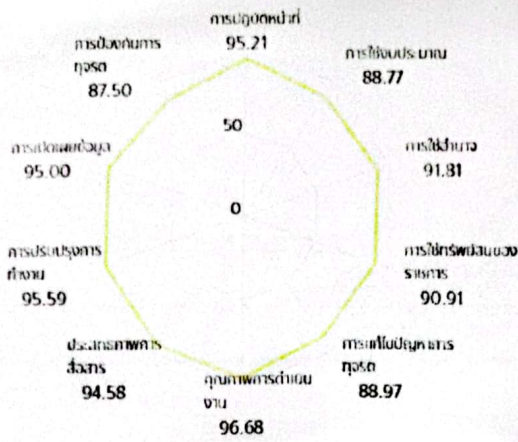 การปฏิบัติหน้าที่
95.21
การใช้งบประมาณ
88.77
การใช้อำนาจ
91.81
การใช้ทรัพย์สินของ
ราชการ
90.91
การแก้ไขปัญหาการ
ทุจริต
88.97
คุณภาพการดำเนิน
งาน
96.68
ประสิทธิภาพการ
สื่อสาร
94.58
การปรับปรุงการ
ทำงาน
95.59
การเปิดเผยข้อมูล
95.00
การป้องกันการ
ทุจริต
87.50
50
0